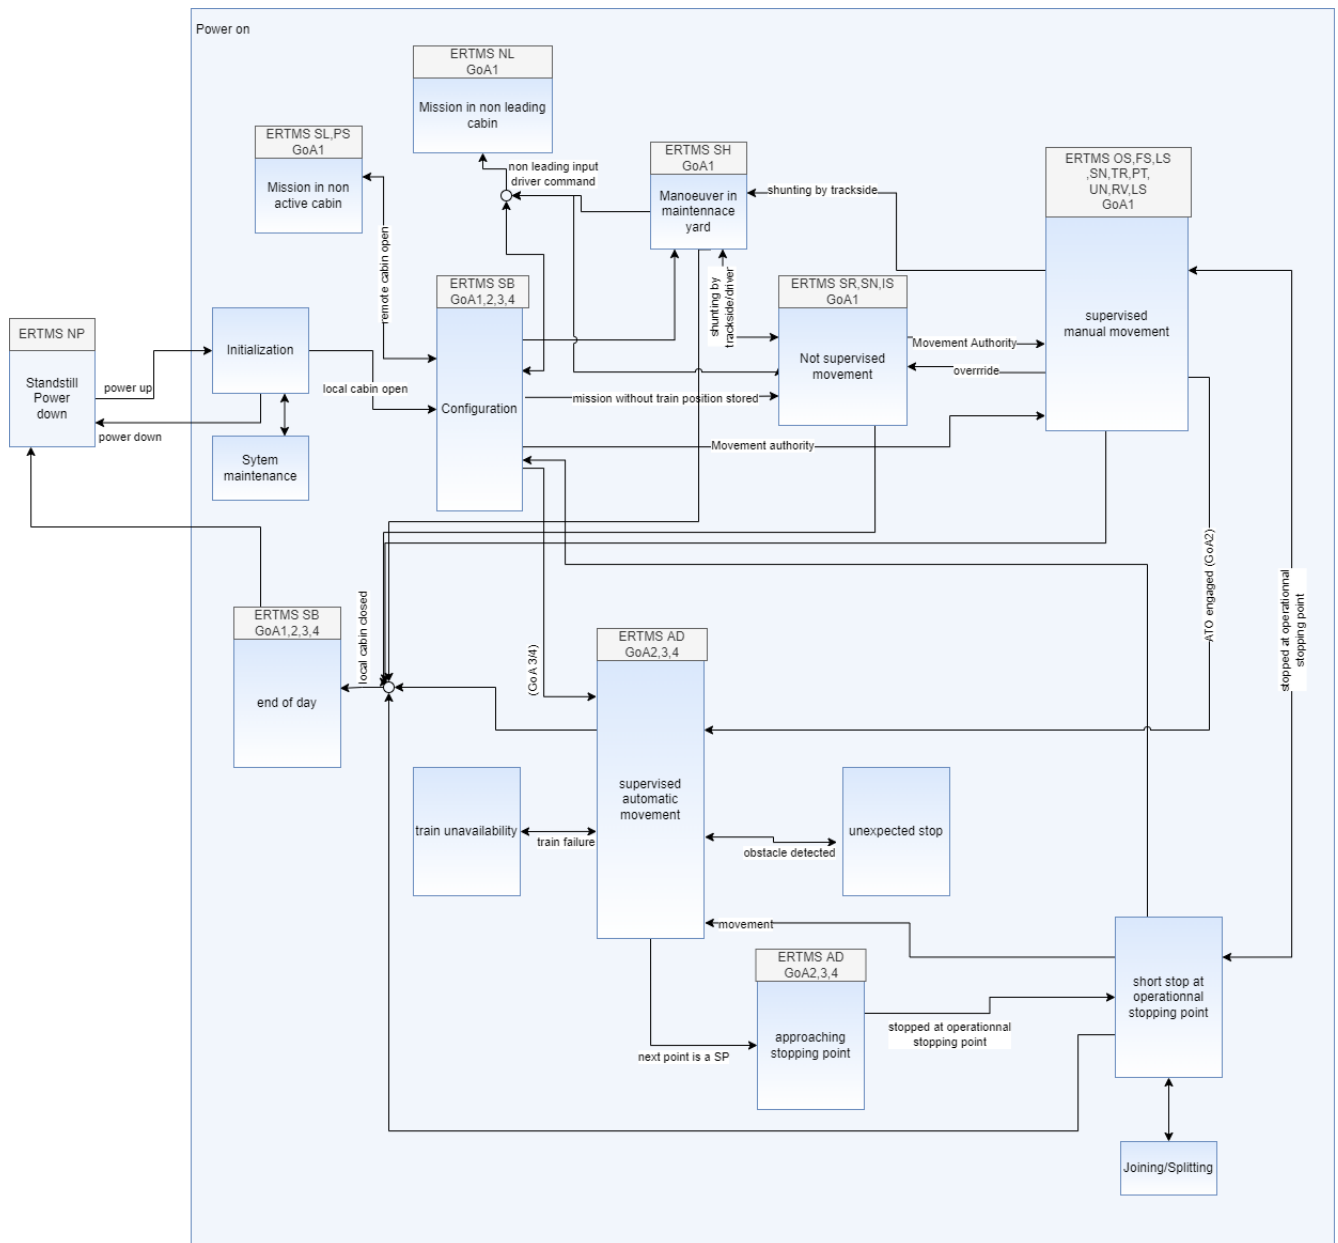 Power on
ERTMS NL
GoA1
Mission in non leading
cabin
ERTMS SL,PS
GoA1
Mission in non
active cabin
non leading input
driver command
ERTMS SH
GoA1
Manoeuver in
maintennace
yard
shunting by trackside
ERTMS OS,FS,LS
,SN,TR,PT,
UN,RV,LS
GoA1
supervised
manual movement
remote cabin open
ERTMS SB
GoA1,2,3,4
Configuration
shunting by
trackside/driver
ERTMS SR,SN,IS
GoA1
Not supervised
movement
Movement Authority
overrride
ERTMS NP
Standstill
Power
down
power up
power down
Initialization
local cabin open
Sytem
maintenance
mission without train position stored
Movement authority
ATO engaged (GoA2)
stopped at operationnal
stopping point
local cabin closed
ERTMS SB
GoA1,2,3,4
end of day
(GoA 3/4)
ERTMS AD
GoA2,3,4
supervised
automatic
movement
train unavailability
train failure
obstacle detected
unexpected stop
movement
ERTMS AD
GoA2,3,4
approaching
stopping point
next point is a SP
stopped at operationnal
stopping point
short stop at
operationnal
stopping point
Joining/Splitting